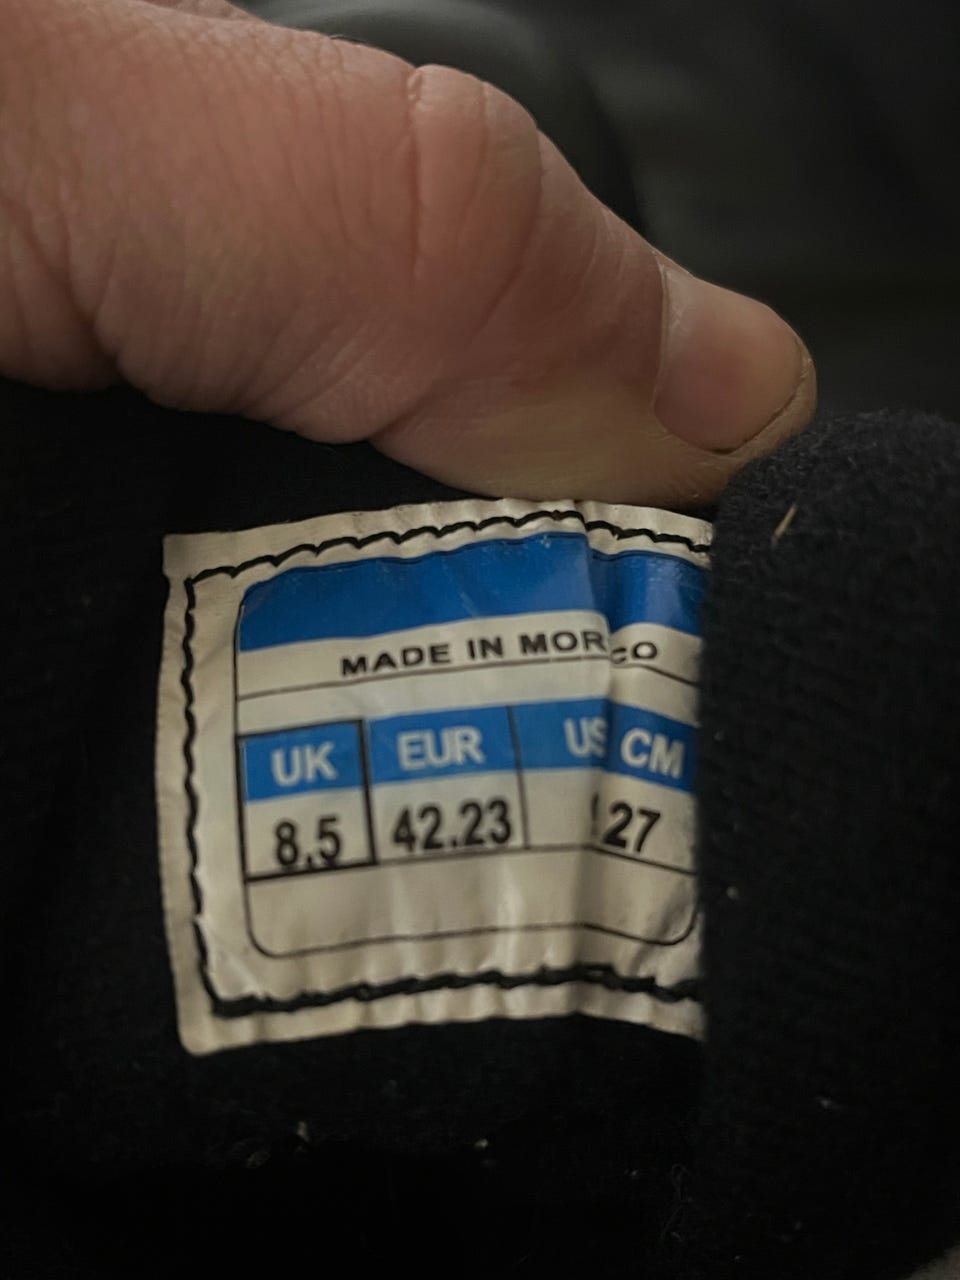 MADE IN MOR CO
UK EUR US CM
8.5 42.23 27